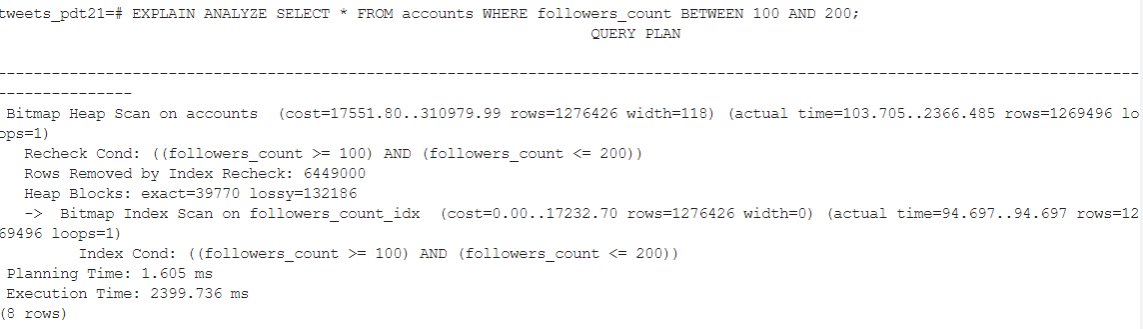 tweets_pdt21=# EXPLAIN ANALYZE SELECT * FROM accounts WHERE followers_count BETWEEN 100 AND 200;
QUERY PLAN
-----------------------------------------------------------------------------------------------------------------------------
---------------
Bitmap Heap Scan on accounts  (cost=17551.80..310979.99 rows=1276426 width=118) (actual time=103.705..2366.485 rows=1269496 lo
ops=1)
Recheck Cond: ((followers_count >= 100) AND (followers_count <= 200))
Rows Removed by Index Recheck: 6449000
Heap Blocks: exact=39770 lossy=132186
->  Bitmap Index Scan on followers_count_idx  (cost=0.00..17232.70 rows=1276426 width=0) (actual time=94.697..94.697 rows=12
69496 loops=1)
Index Cond: ((followers_count >= 100) AND (followers_count <= 200))
Planning Time: 1.605 ms
Execution Time: 2399.736 ms
(8 rows)